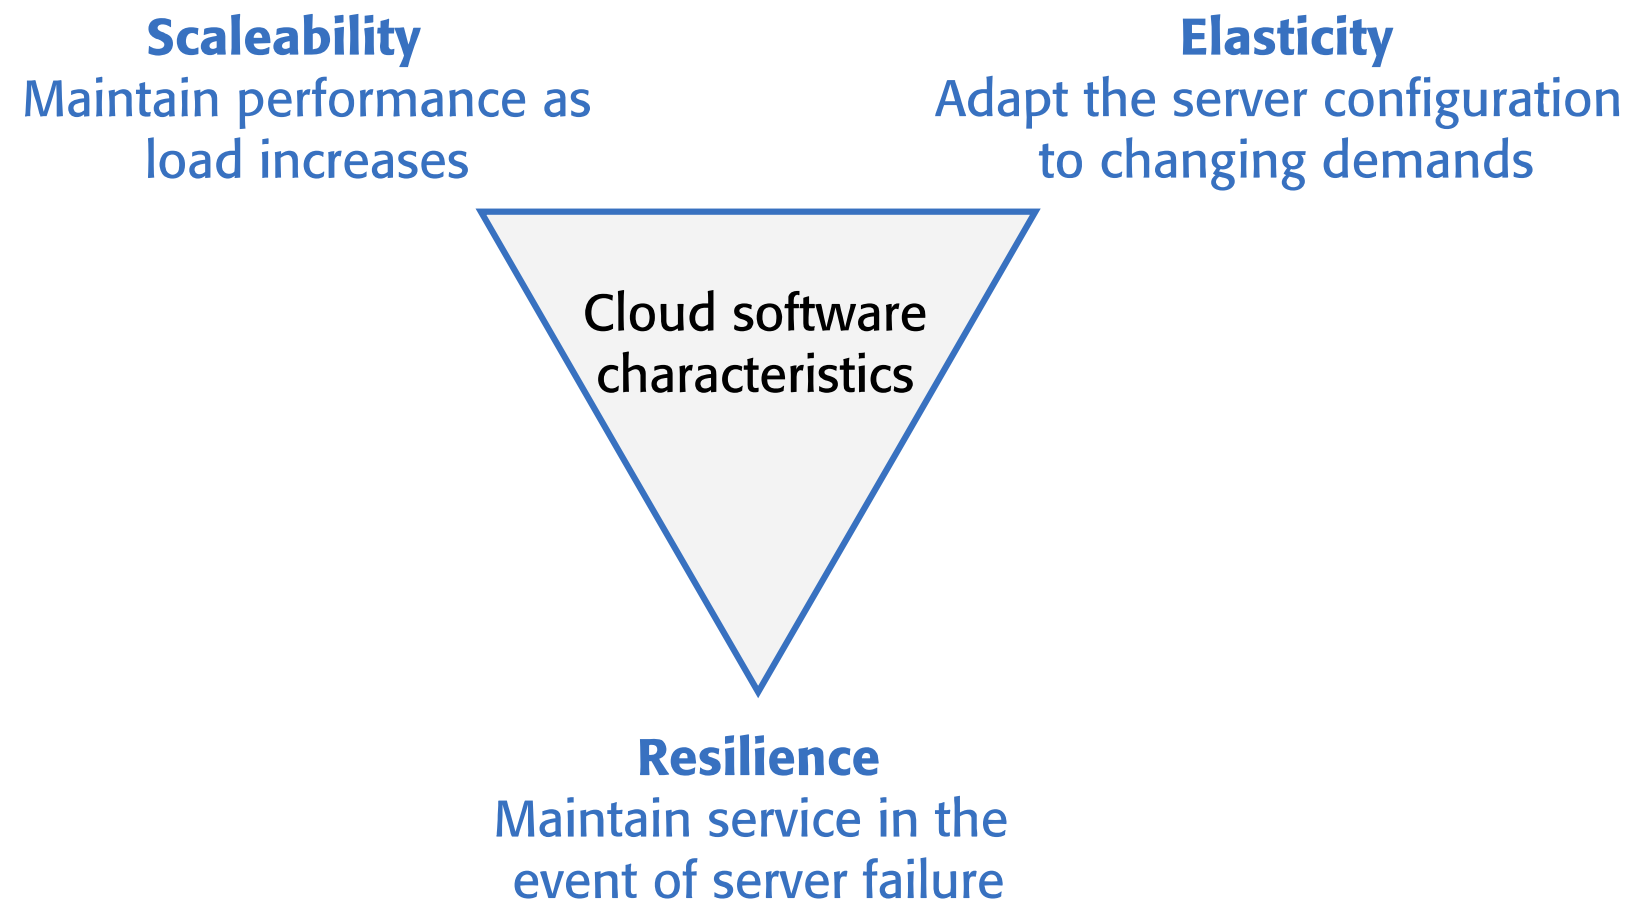 Scaleability
Maintain performance as
load increases
Elasticity
Adapt the server configuration
to changing demands
Cloud software
characteristics
Resilience
Maintain service in the
event of server failure